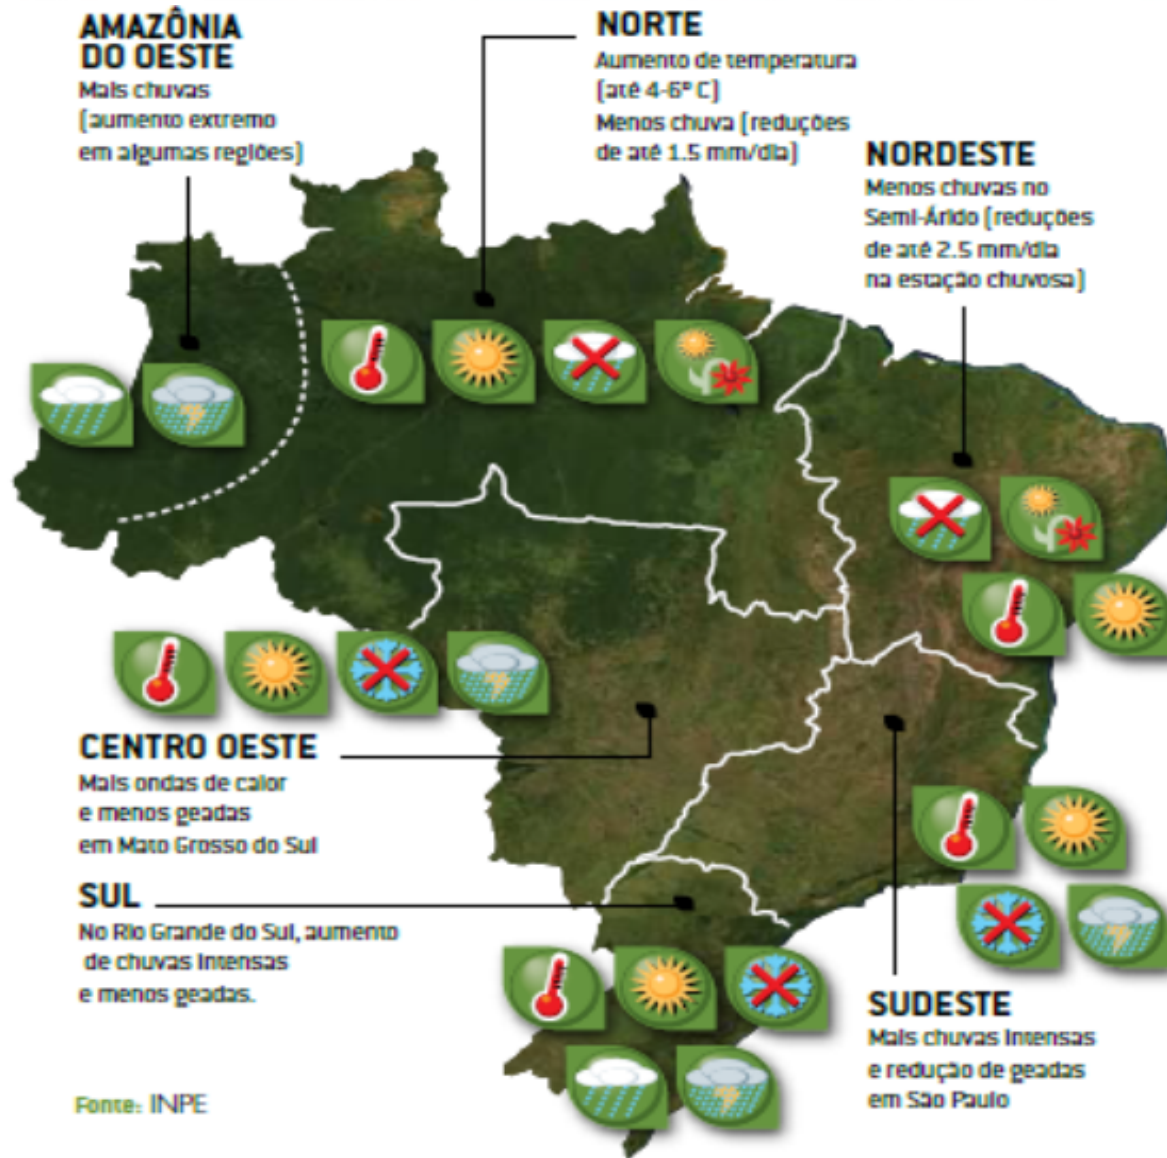 AMAZÔNIA
DO OESTE
Mais chuvas
(aumento extremo
em algumas regiões)
NORTE
Aumento de temperatura
(até 4-6º C)
Menos chuva (reduções
de até 1.5 mm/dia)
NORDESTE
Menos chuvas no
Semi-Árido (reduções
de até 2.5 mm/dia
na estação chuvosa)
CENTRO OESTE
Mais ondas de calor
e menos geadas
em Mato Grosso do Sul
SUL
No Rio Grande do Sul, aumento
de chuvas intensas
e menos geadas.
SUDESTE
Mais chuvas intensas
e redução de geadas
em São Paulo
Fonte: INPE